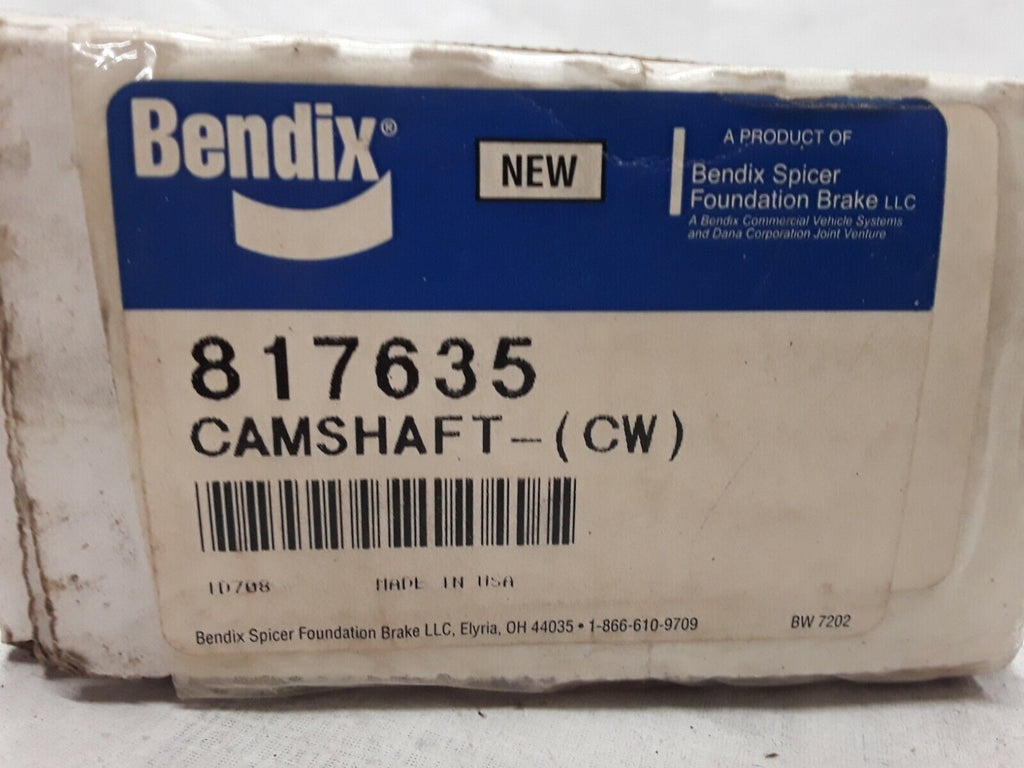 Bendix®
NEW
A PRODUCT OF
Bendix Spicer
Foundation Brake LLC
A Bendix Commercial Vehicle Systems
and Dana Corporation Joint Venture
817635
CAMSHAFT-(CW)
1D708 MADE IN USA
Bendix Spicer Foundation Brake LLC, Elyria, OH 44035 • 1-866-610-9709
BW 7202